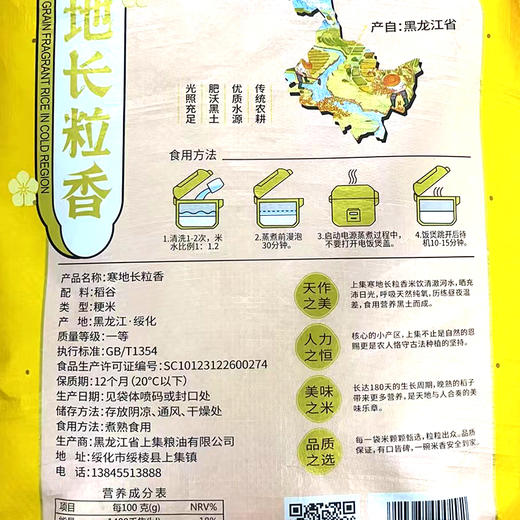 地长粒香
GRAIN FRAGRANT RICE IN COLD REGION
产自:黑龙江省
传统农耕
优质水源
肥沃黑土
光照充足
食用方法
1.清洗1-2次，米
水比例1：1.2
2.蒸煮前漫泡
30分钟。
3.启动电源蒸煮过程中，
不要打开电饭煲盖。
4.饭煲跳开后待
机10-15分钟。
产品名称:寒地长粒香
配 料:稻谷
类 型:粳米
产 地:黑龙江·绥化
质量等级:一等
执行标准:GB/T1354
食品生产许可证编号:SC10123122600274
保质期:12个月(20°C以下)
生产日期:见袋体喷码或封口处
储存方法:存放阴凉、通风、干燥处
食用方法:煮熟食用
生产商:黑龙江省上集粮油有限公司
地 址:绥化市绥棱县上集镇
电 话:13845513888
天作之美
上集寒地长粒香米饮清澈河水，晒充
沛日光，呼吸天然纯氧，历练昼夜温
差，食用营养黑土而成。
人力之恒
核心的小产区，上集不止是自然的恩
赐更是农人恪守古法种植的坚持。
美味之米
长达180天的生长周期，晚熟的稻子
带来更多营养，是天地与人合奏的美
味乐章。
品质之选
每一袋米颗颗甄选，粒粒出众。品质
保证，有口皆碑，一碗米香安到家。
营养成分表
项目 每100克(g) NRV%